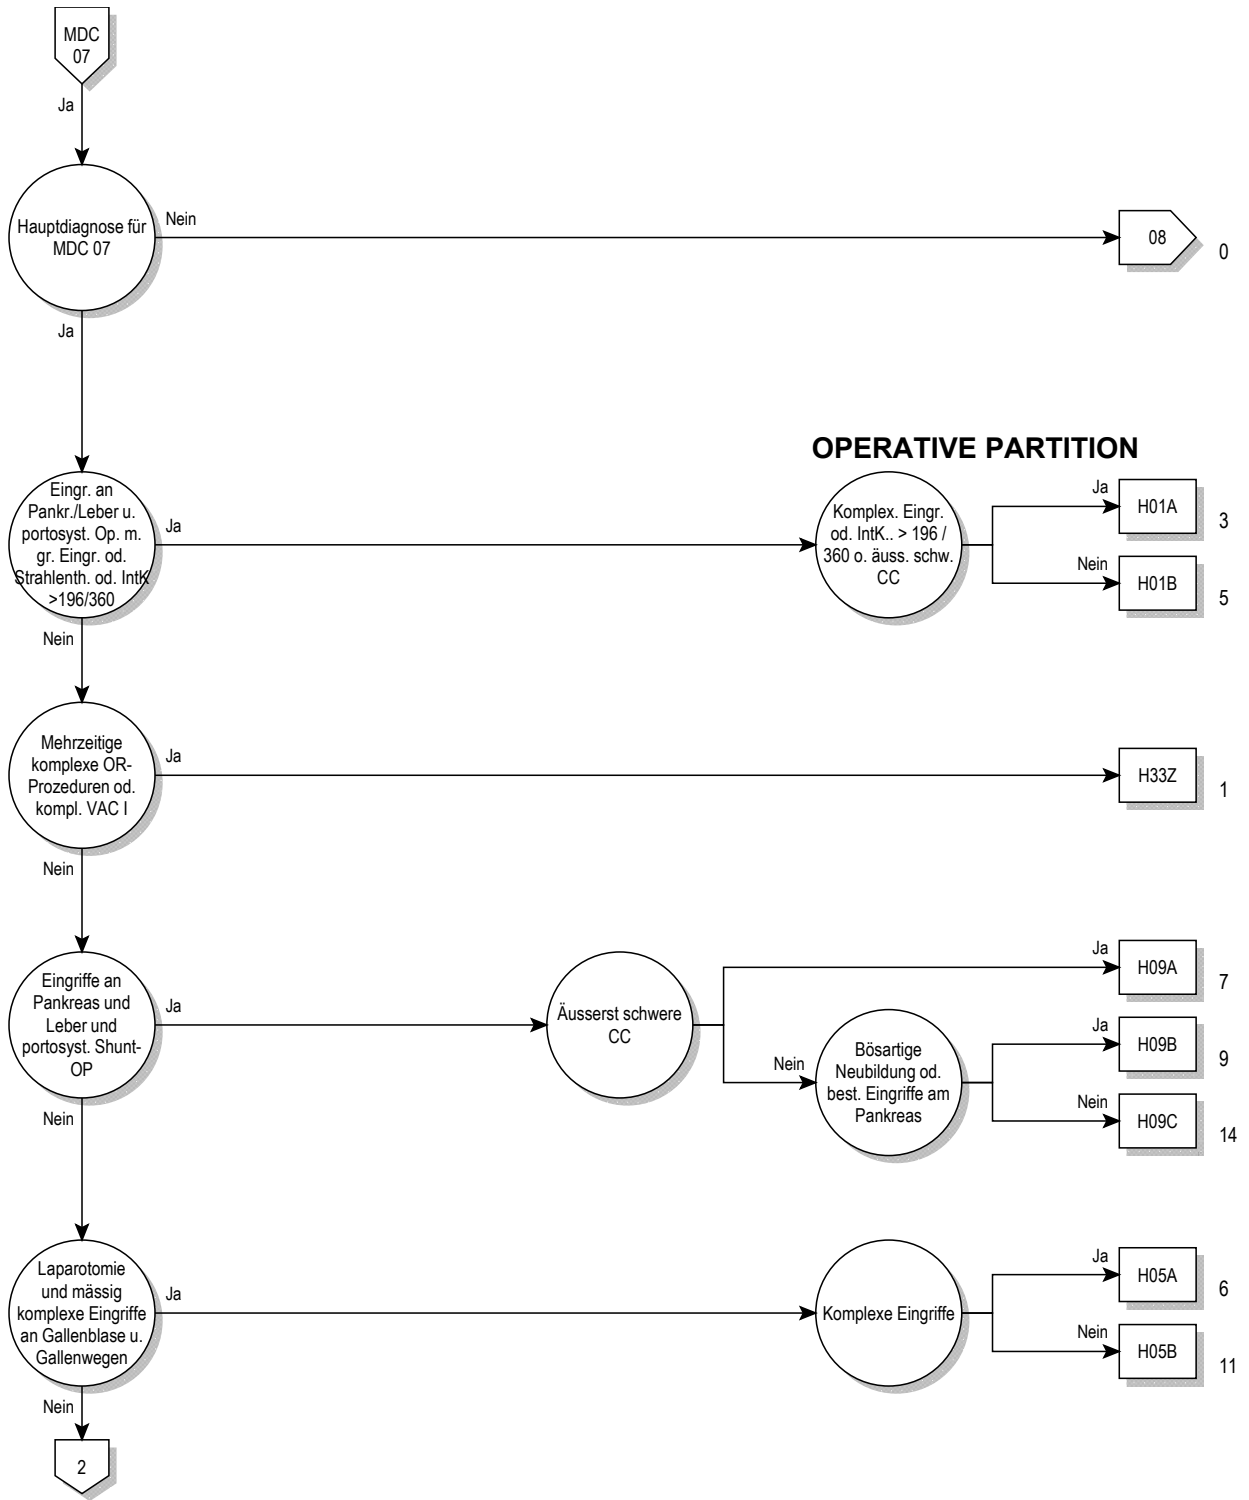 MDC
07
Ja
Hauptdiagnose für
MDC 07
Nein
08
0
Ja
OPERATIVE PARTITION
Eingr. an
Pankr./Leber u.
portosyst. Op. m.
gr. Eingr. od.
Strahlenth. od. IntK
>196/360
Ja
Komplex. Eingr.
od. IntK.. > 196 /
360 o. äuss. schw.
CC
Ja
H01A
3
Nein
H01B
5
Nein
Mehrzeitige
komplexe OR-
Prozeduren od.
kompl. VAC I
Ja
H33Z
1
Nein
Eingriffe an
Pankreas und
Leber und
portosyst. Shunt-
OP
Ja
Äusserst schwere
CC
Ja
H09A
7
Nein
Bösartige
Neubildung od.
best. Eingriffe am
Pankreas
Ja
H09B
9
Nein
H09C
14
Nein
Laparotomie
und mässig
komplexe Eingriffe
an Gallenblase u.
Gallenwegen
Ja
Komplexe Eingriffe
Ja
H05A
6
Nein
H05B
11
Nein
2